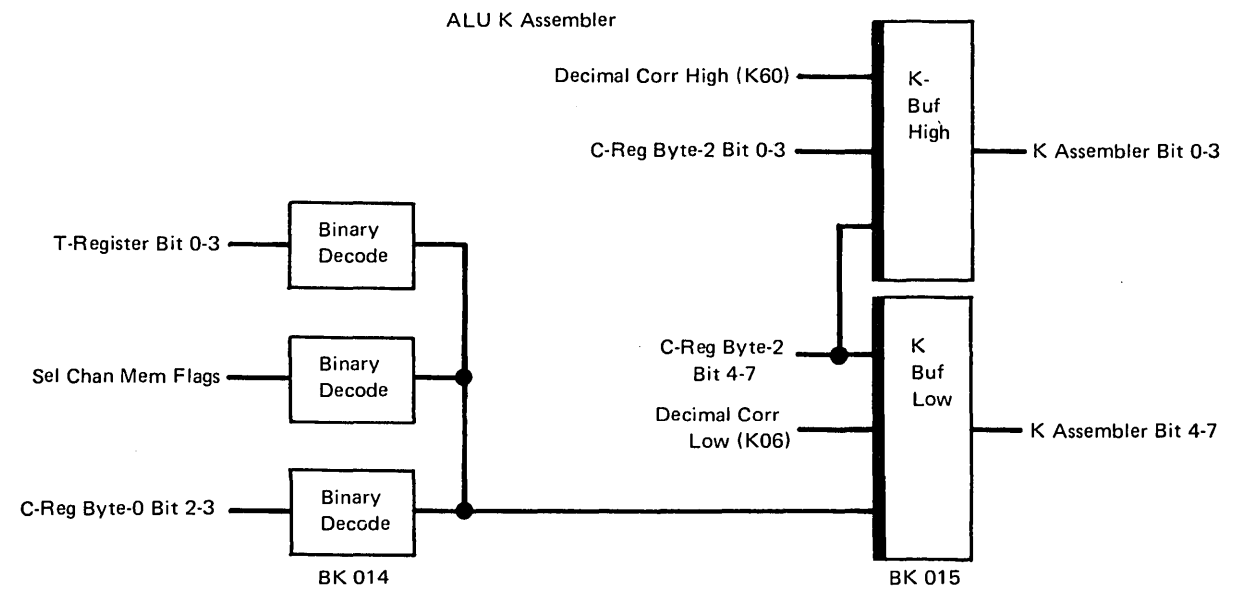 ALU K Assembler
Decimal Corr High (K60)
K-
Buf
High
C-Reg Byte-2 Bit 0-3
K Assembler Bit 0-3
T-Register Bit 0-3
Binary
Decode
Sel Chan Mem Flags
Binary
Decode
C-Reg Byte-2
Bit 4-7
K
Buf
Low
Decimal Corr
Low (K06)
K Assembler Bit 4-7
C-Reg Byte-0 Bit 2-3
Binary
Decode
BK 014
BK 015